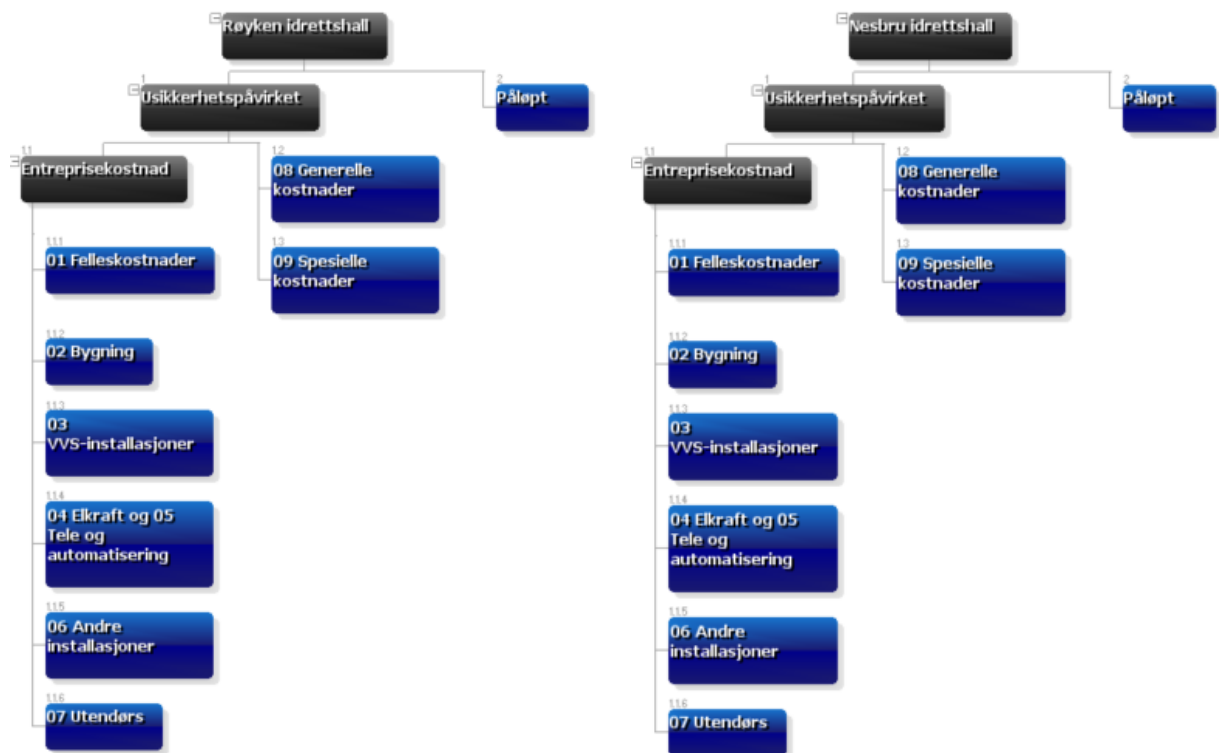 Røyken idrettshall
1
Usikkerhetspåvirket
2
Påløpt
1.1
Entreprisekostnad
1.2
08 Generelle
kostnader
1.1.1
01 Felleskostnader
1.3
09 Spesielle
kostnader
1.1.2
02 Bygning
1.1.3
03
VVS-installasjoner
1.1.4
04 Elkraft og 05
Tele og
automatisering
1.1.5
06 Andre
installasjoner
1.1.6
07 Utendørs
Nesbru idrettshall
1
Usikkerhetspåvirket
2
Påløpt
1.1
Entreprisekostnad
1.2
08 Generelle
kostnader
1.1.1
01 Felleskostnader
1.3
09 Spesielle
kostnader
1.1.2
02 Bygning
1.1.3
03
VVS-installasjoner
1.1.4
04 Elkraft og 05
Tele og
automatisering
1.1.5
06 Andre
installasjoner
1.1.6
07 Utendørs